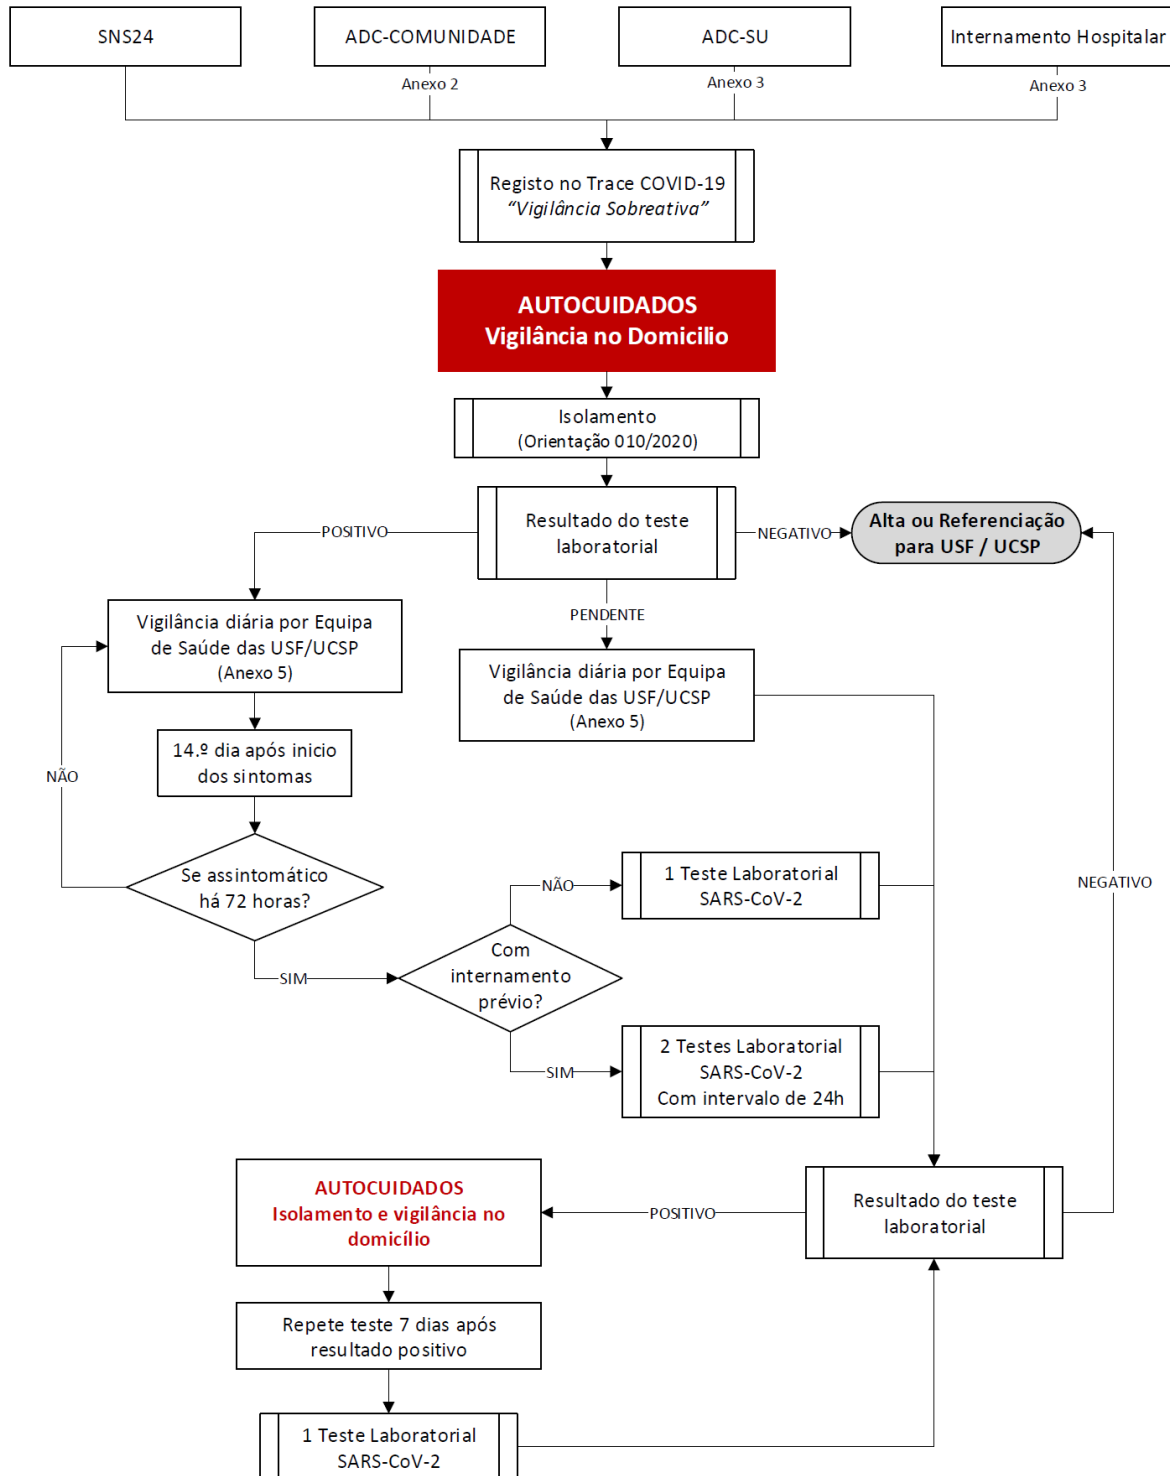 SNS24
ADC-COMUNIDADE
ADC-SU
Internamento Hospitalar
Anexo 2
Anexo 3
Anexo 3
Registo no Trace COVID-19
“Vigilância Sobreativa”
AUTOCUIDADOS
Vigilância no Domicilio
Isolamento
(Orientação 010/2020)
Resultado do teste
laboratorial
POSITIVO
NEGATIVO
Alta ou Referenciação
para USF / UCSP
PENDENTE
Vigilância diária por Equipa
de Saúde das USF/UCSP
(Anexo 5)
Vigilância diária por Equipa
de Saúde das USF/UCSP
(Anexo 5)
14.º dia após inicio
dos sintomas
NÃO
Se assintomático
há 72 horas?
SIM
Com
internamento
prévio?
NÃO
1 Teste Laboratorial
SARS-CoV-2
NEGATIVO
SIM
2 Testes Laboratorial
SARS-CoV-2
Com intervalo de 24h
Resultado do teste
laboratorial
POSITIVO
AUTOCUIDADOS
Isolamento e vigilância no
domicílio
Repete teste 7 dias após
resultado positivo
1 Teste Laboratorial
SARS-CoV-2